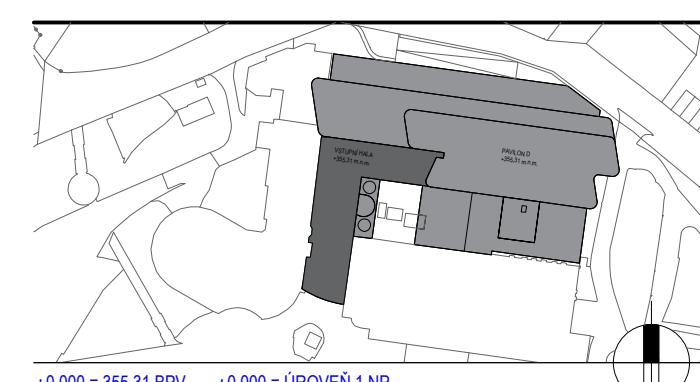 VSTUPNÍ HALA
+355,31 m.n.m.
PAVILON D
+355,31 m.n.m.
±0,000 = 355,31 BPV ±0,000 = ÚROVEŇ 1.NP